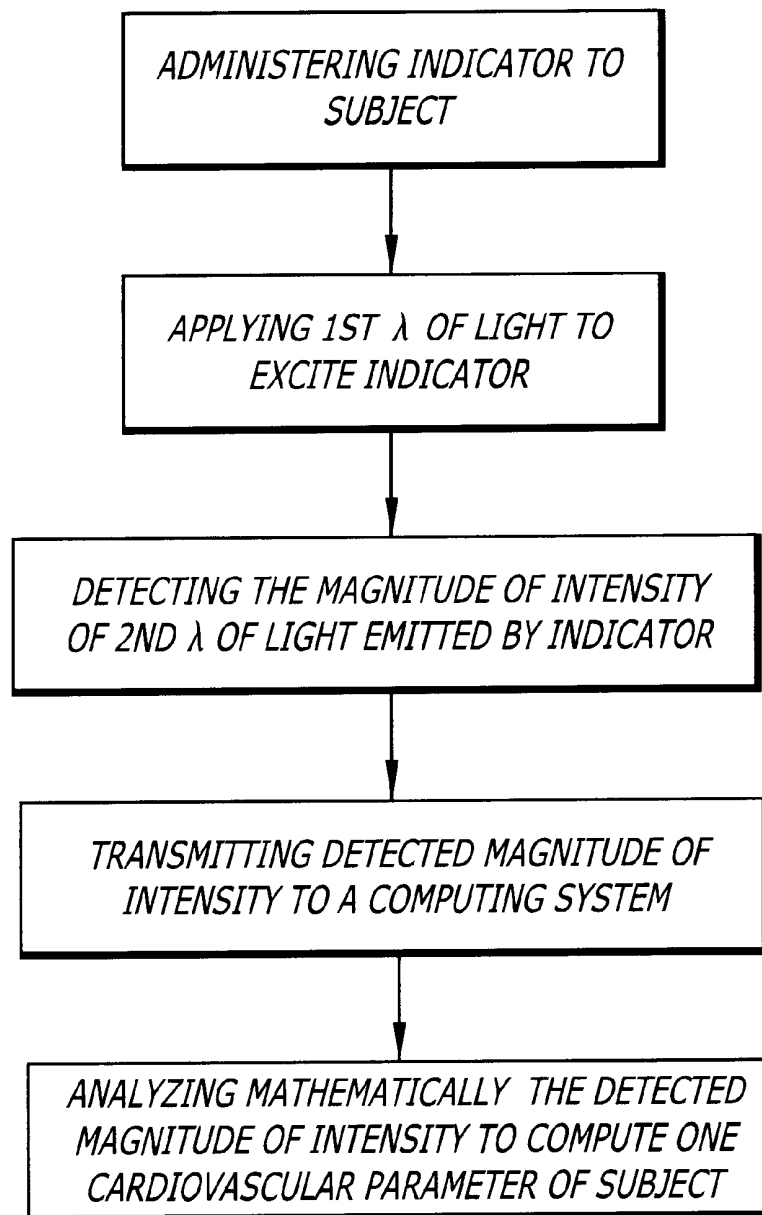 ADMINISTERING INDICATOR TO
SUBJECT
APPLYING 1ST λ OF LIGHT TO
EXCITE INDICATOR
DETECTING THE MAGNITUDE OF INTENSITY
OF 2ND λ OF LIGHT EMITTED BY INDICATOR
TRANSMITTING DETECTED MAGNITUDE OF
INTENSITY TO A COMPUTING SYSTEM
ANALYZING MATHEMATICALLY THE DETECTED
MAGNITUDE OF INTENSITY TO COMPUTE ONE
CARDIOVASCULAR PARAMETER OF SUBJECT